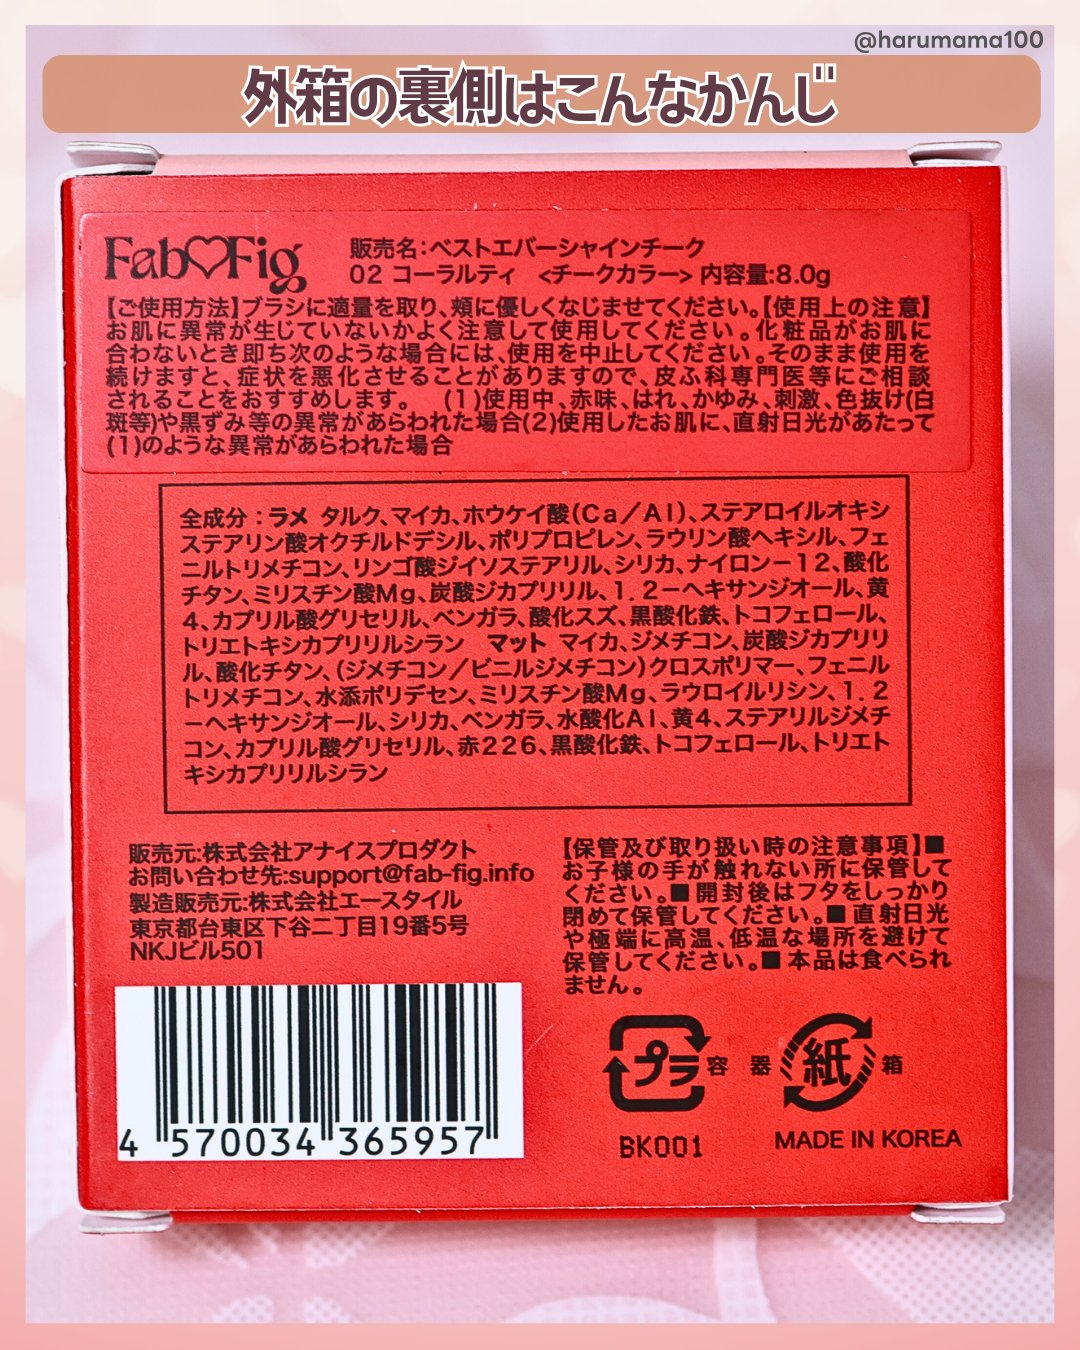 @harumama100
外箱の裏側はこんなかんじ
Fab♡Fig
販売名:ベストエバーシャインチーク
02 コーラルティ <チークカラー> 内容量:8.0g
【ご使用方法】ブラシに適量を取り、頬に優しくなじませてください。【使用上の注意】
お肌に異常が生じていないかよく注意して使用してください。化粧品がお肌に
合わないとき即ち次のような場合には、使用を中止してください。そのまま使用を
続けますと、症状を悪化させることがありますので、皮ふ科専門医等にご相談
されることをおすすめします。 (1)使用中、赤味、はれ、かゆみ、刺激、色抜け(白
斑等)や黒ずみ等の異常があらわれた場合(2)使用したお肌に、直射日光があたって
(1)のような異常があらわれた場合
全成分:ラメ タルク、マイカ、ホウケイ酸(Ca/Al)、ステアロイルオキシ
ステアリン酸オクチルドデシル、ポリプロピレン、ラウリン酸ヘキシル、フェ
ニルトリメチコン、リンゴ酸ジイソステアリル、シリカ、ナイロン-12、酸化
チタン、ミリスチン酸Mg、炭酸ジカプリリル、1.2-ヘキサンジオール、黄
4、カプリル酸グリセリル、ベンガラ、酸化スズ、黒酸化鉄、トコフェロール、
トリエトキシカプリリルシラン マット マイカ、ジメチコン、炭酸ジカプリリ
ル、酸化チタン、(ジメチコン/ビニルジメチコン)クロスポリマー、フェニル
トリメチコン、水添ポリデセン、ミリスチン酸Mg、ラウロイルリシン、1.2
-ヘキサンジオール、シリカ、ベンガラ、水酸化Al、黄4、ステアリルジメチ
コン、カプリル酸グリセリル、赤226、黒酸化鉄、トコフェロール、トリエト
キシカプリリルシラン
販売元:株式会社アナイスプロダクト
お問い合わせ先:support@fab-fig.info
製造販売元:株式会社エースタイル
東京都台東区下谷二丁目19番5号
NKJビル501
【保管及び取り扱い時の注意事項】■
お子様の手が触れない所に保管して
ください。■開封後はフタをしっかり
閉めて保管してください。■直射日光
や極端に高温、低温な場所を避けて
保管してください。■本品は食べられ
ません。
4 570034 365957
プラ 容器 紙 箱
BK001
MADE IN KOREA